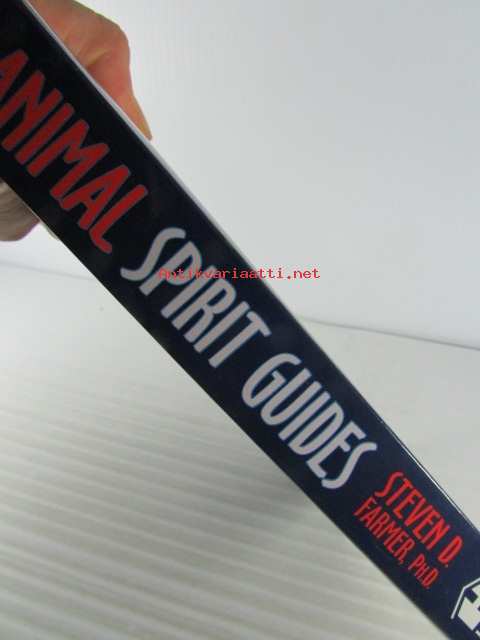 ANIMAL SPIRIT GUIDES
STEVEN D.
FARMER, PH.D.
Antikvariaatti.net